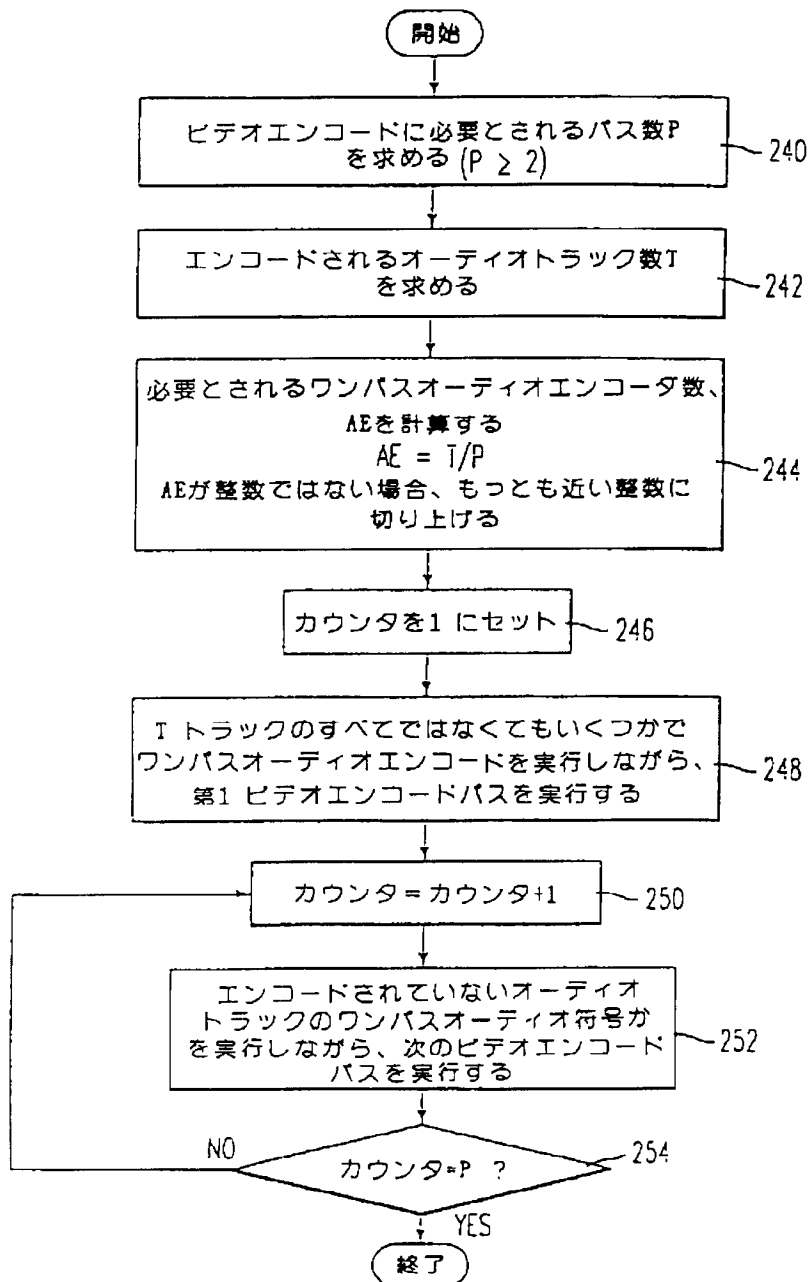 開始
ビデオエンコードに必要とされるパス数P
を求める (P ≥ 2)
240
エンコードされるオーティオトラック数T
を求める
242
必要とされるワンパスオーティオエンコーダ数、
AEを計算する
AE = T/P
AEが整数ではない場合、もっとも近い整数に
切り上げる
244
カウンタを1 にセット
246
T トラックのすべてではなくてもいくつかで
ワンパスオーティオエンコードを実行しながら、
第1 ビデオエンコードパスを実行する
248
カウンタ=カウンタ+1
250
エンコードされていないオーティオ
トラックのワンパスオーティオ符号か
を実行しながら、次のビデオエンコード
パスを実行する
252
NO
カウンタ=P ?
254
YES
終了